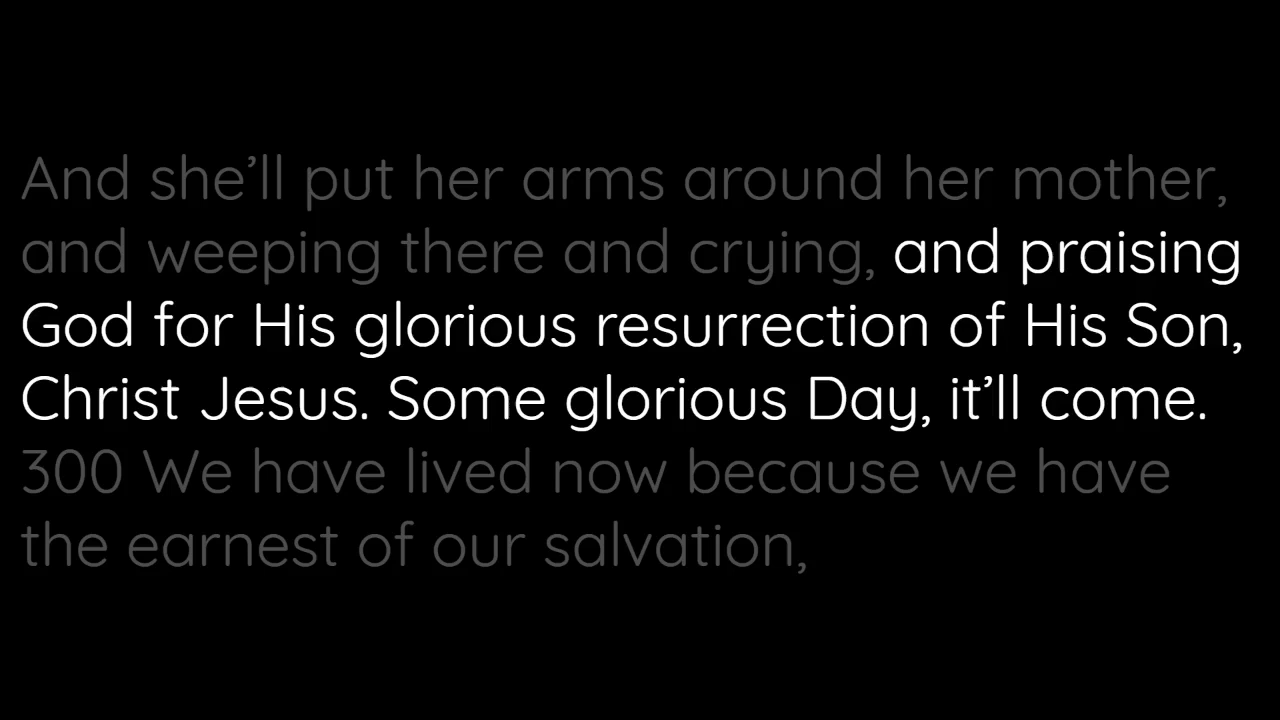 And she’ll put her arms around her mother,
and weeping there and crying, and praising
God for His glorious resurrection of His Son,
Christ Jesus. Some glorious Day, it’ll come.
300 We have lived now because we have
the earnest of our salvation,